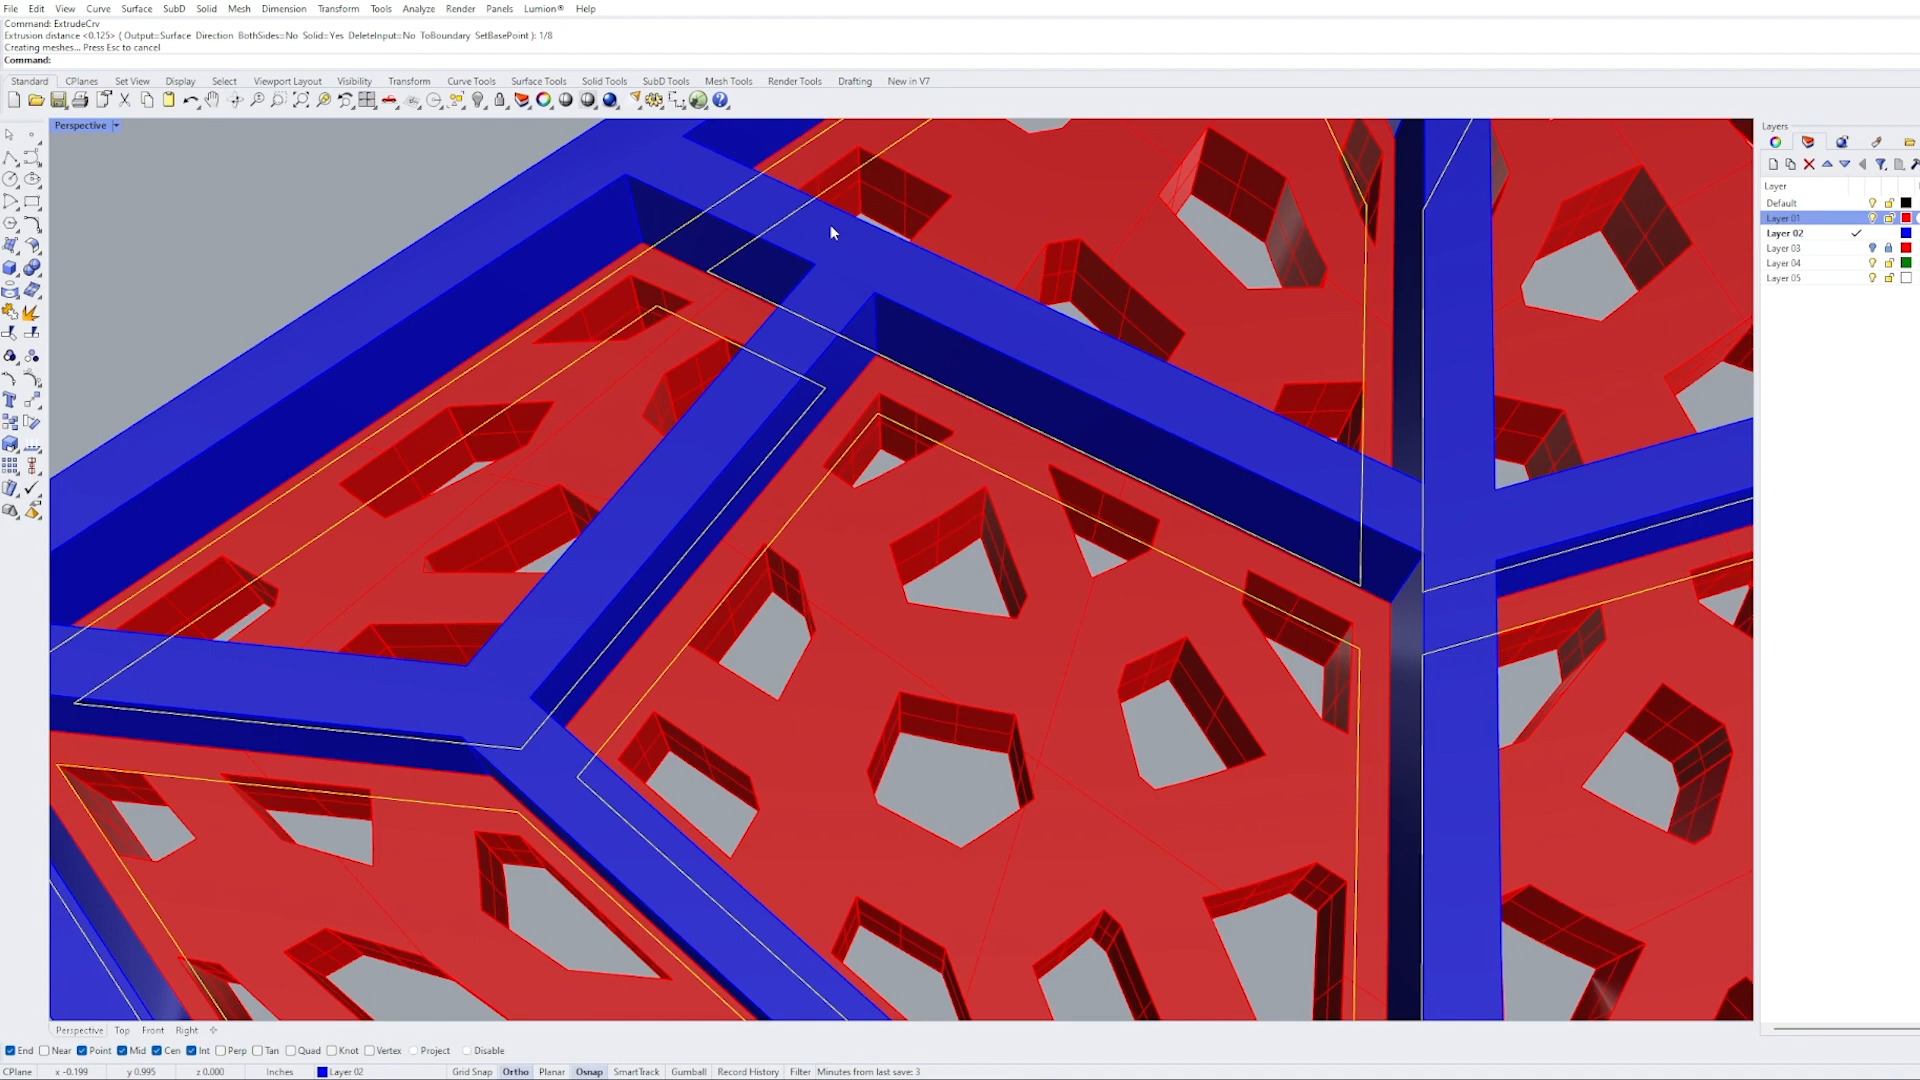 File Edit View Curve Surface SubD Solid Mesh Dimension Transform Tools Analyze Render Panels Lumion® Help
Command: ExtrudeCrv
Extrusion distance <0.125> ( Output=Surface Direction BothSides=No Solid=Yes DeleteInput=No ToBoundary SetBasePoint ): 1/8
Creating meshes... Press Esc to cancel
Command:
Standard CPlanes Set View Display Select Viewport Layout Visibility Transform Curve Tools Surface Tools Solid Tools SubD Tools Mesh Tools Render Tools Drafting New in V7
Perspective
Layers
Layer
Default
Layer 01
Layer 02
Layer 03
Layer 04
Layer 05
Perspective Top Front Right
End Near Point Mid Cen Int Perp Tan Quad Knot Vertex Project Disable
CPlane x -0.199 y 0.995 z 0.000 Inches Layer 02 Grid Snap Ortho Planar Osnap SmartTrack Gumball Record History Filter Minutes from last save: 3